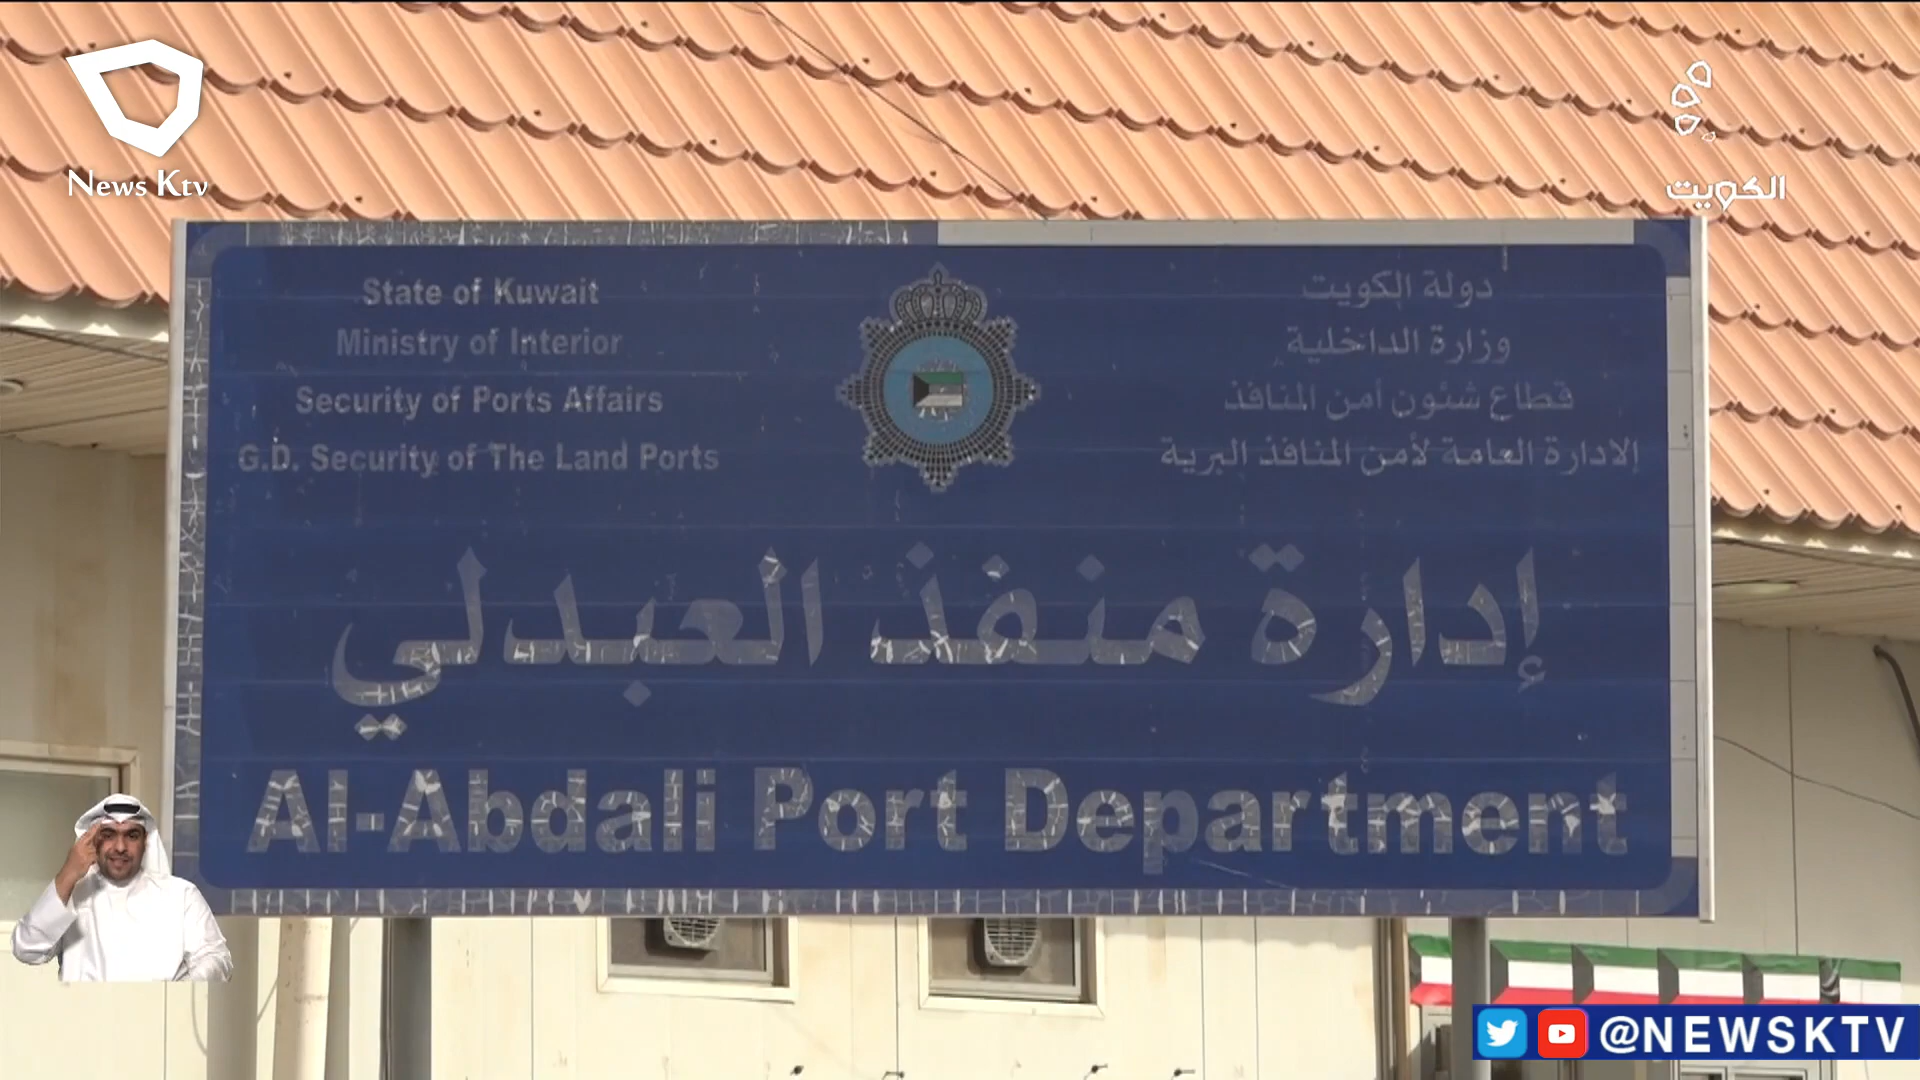 News Ktv
الكويت
State of Kuwait
Ministry of Interior
Security of Ports Affairs
G.D. Security of The Land Ports
دولة الكويت
وزارة الداخلية
قطاع شئون أمن المنافذ
الادارة العامة لأمن المنافذ البرية
إدارة منفذ العبدلي
Al-Abdali Port Department
@NEWSKTV